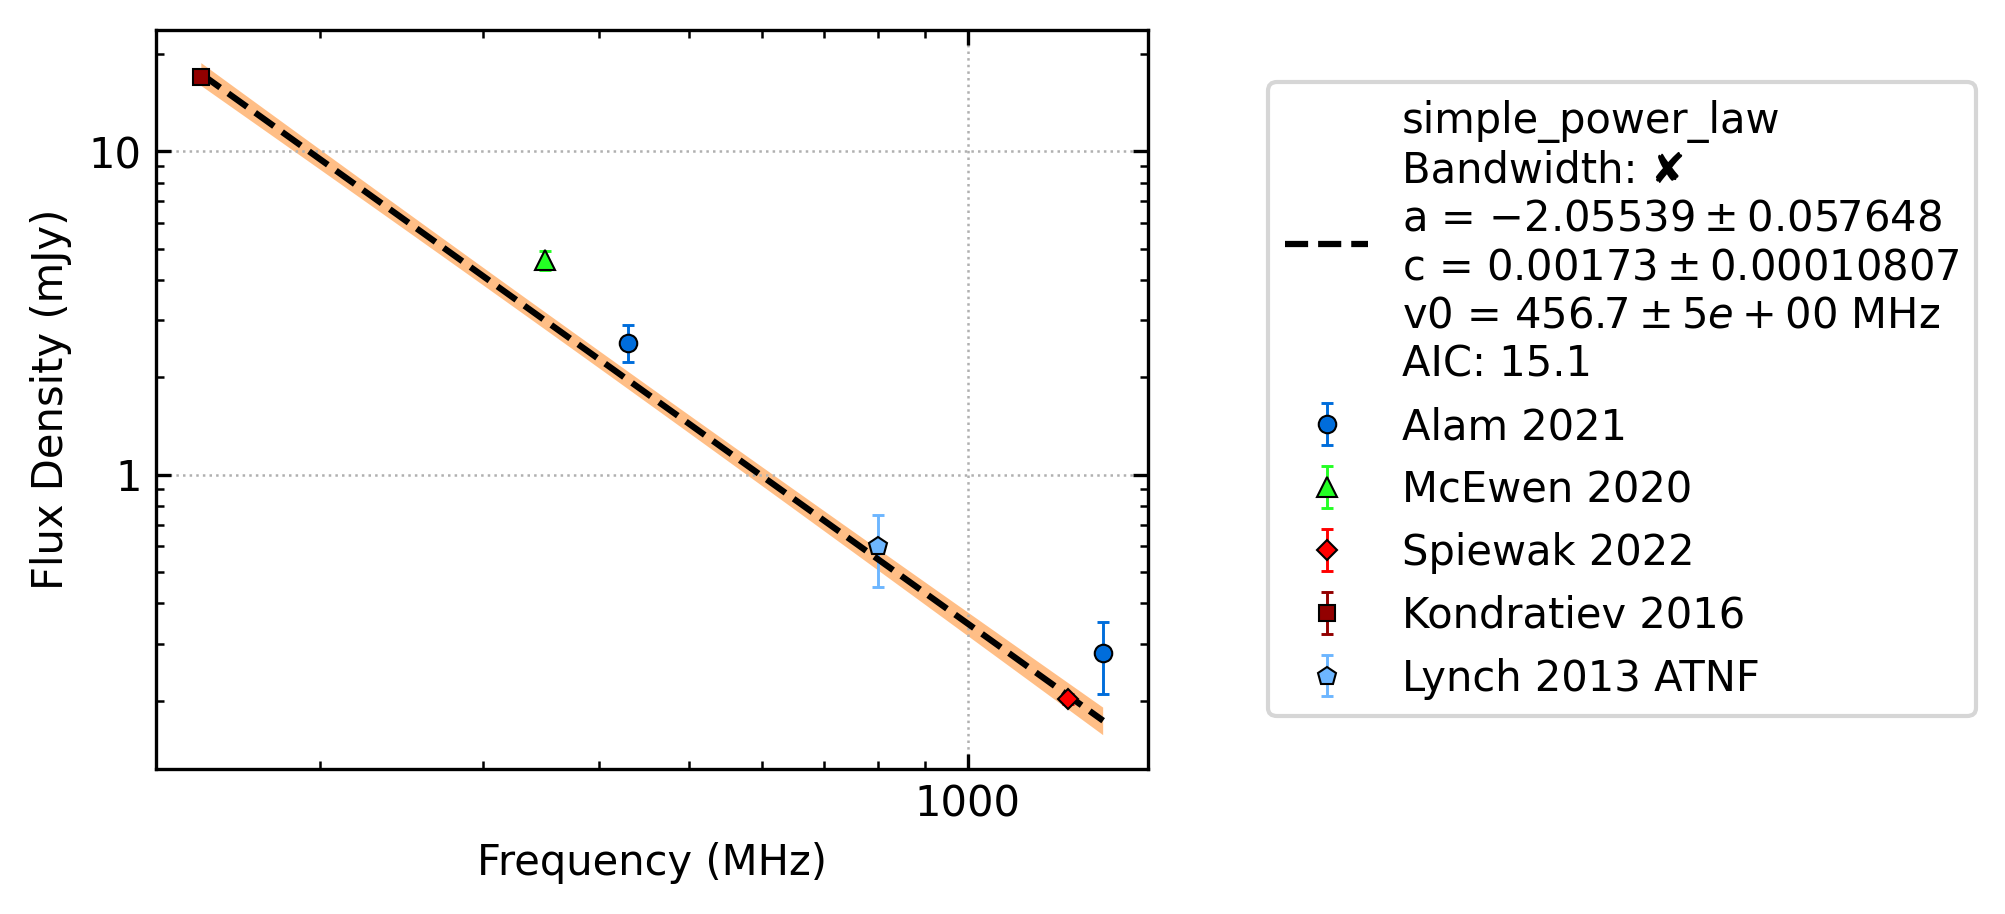 10
1
Flux Density (mJy)
1000
Frequency (MHz)
simple_power_law
Bandwidth: ✘
a = −2.05539 ± 0.057648
c = 0.00173 ± 0.00010807
v0 = 456.7 ± 5e + 00 MHz
AIC: 15.1
Alam 2021
McEwen 2020
Spiewak 2022
Kondratiev 2016
Lynch 2013 ATNF